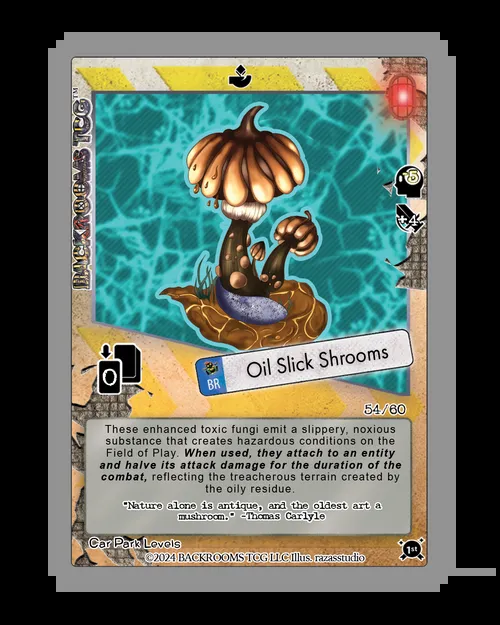 BACKROOMS TCG™
5
4
BR
Oil Slick Shrooms
0
54/60
These enhanced toxic fungi emit a slippery, noxious
substance that creates hazardous conditions on the
Field of Play. When used, they attach to an entity
and halve its attack damage for the duration of the
combat, reflecting the treacherous terrain created by
the oily residue.
"Nature alone is antique, and the oldest art a
mushroom." -Thomas Carlyle
Car Park Levels
1st
©2024 BACKROOMS TCG LLC Illus. razasstudio